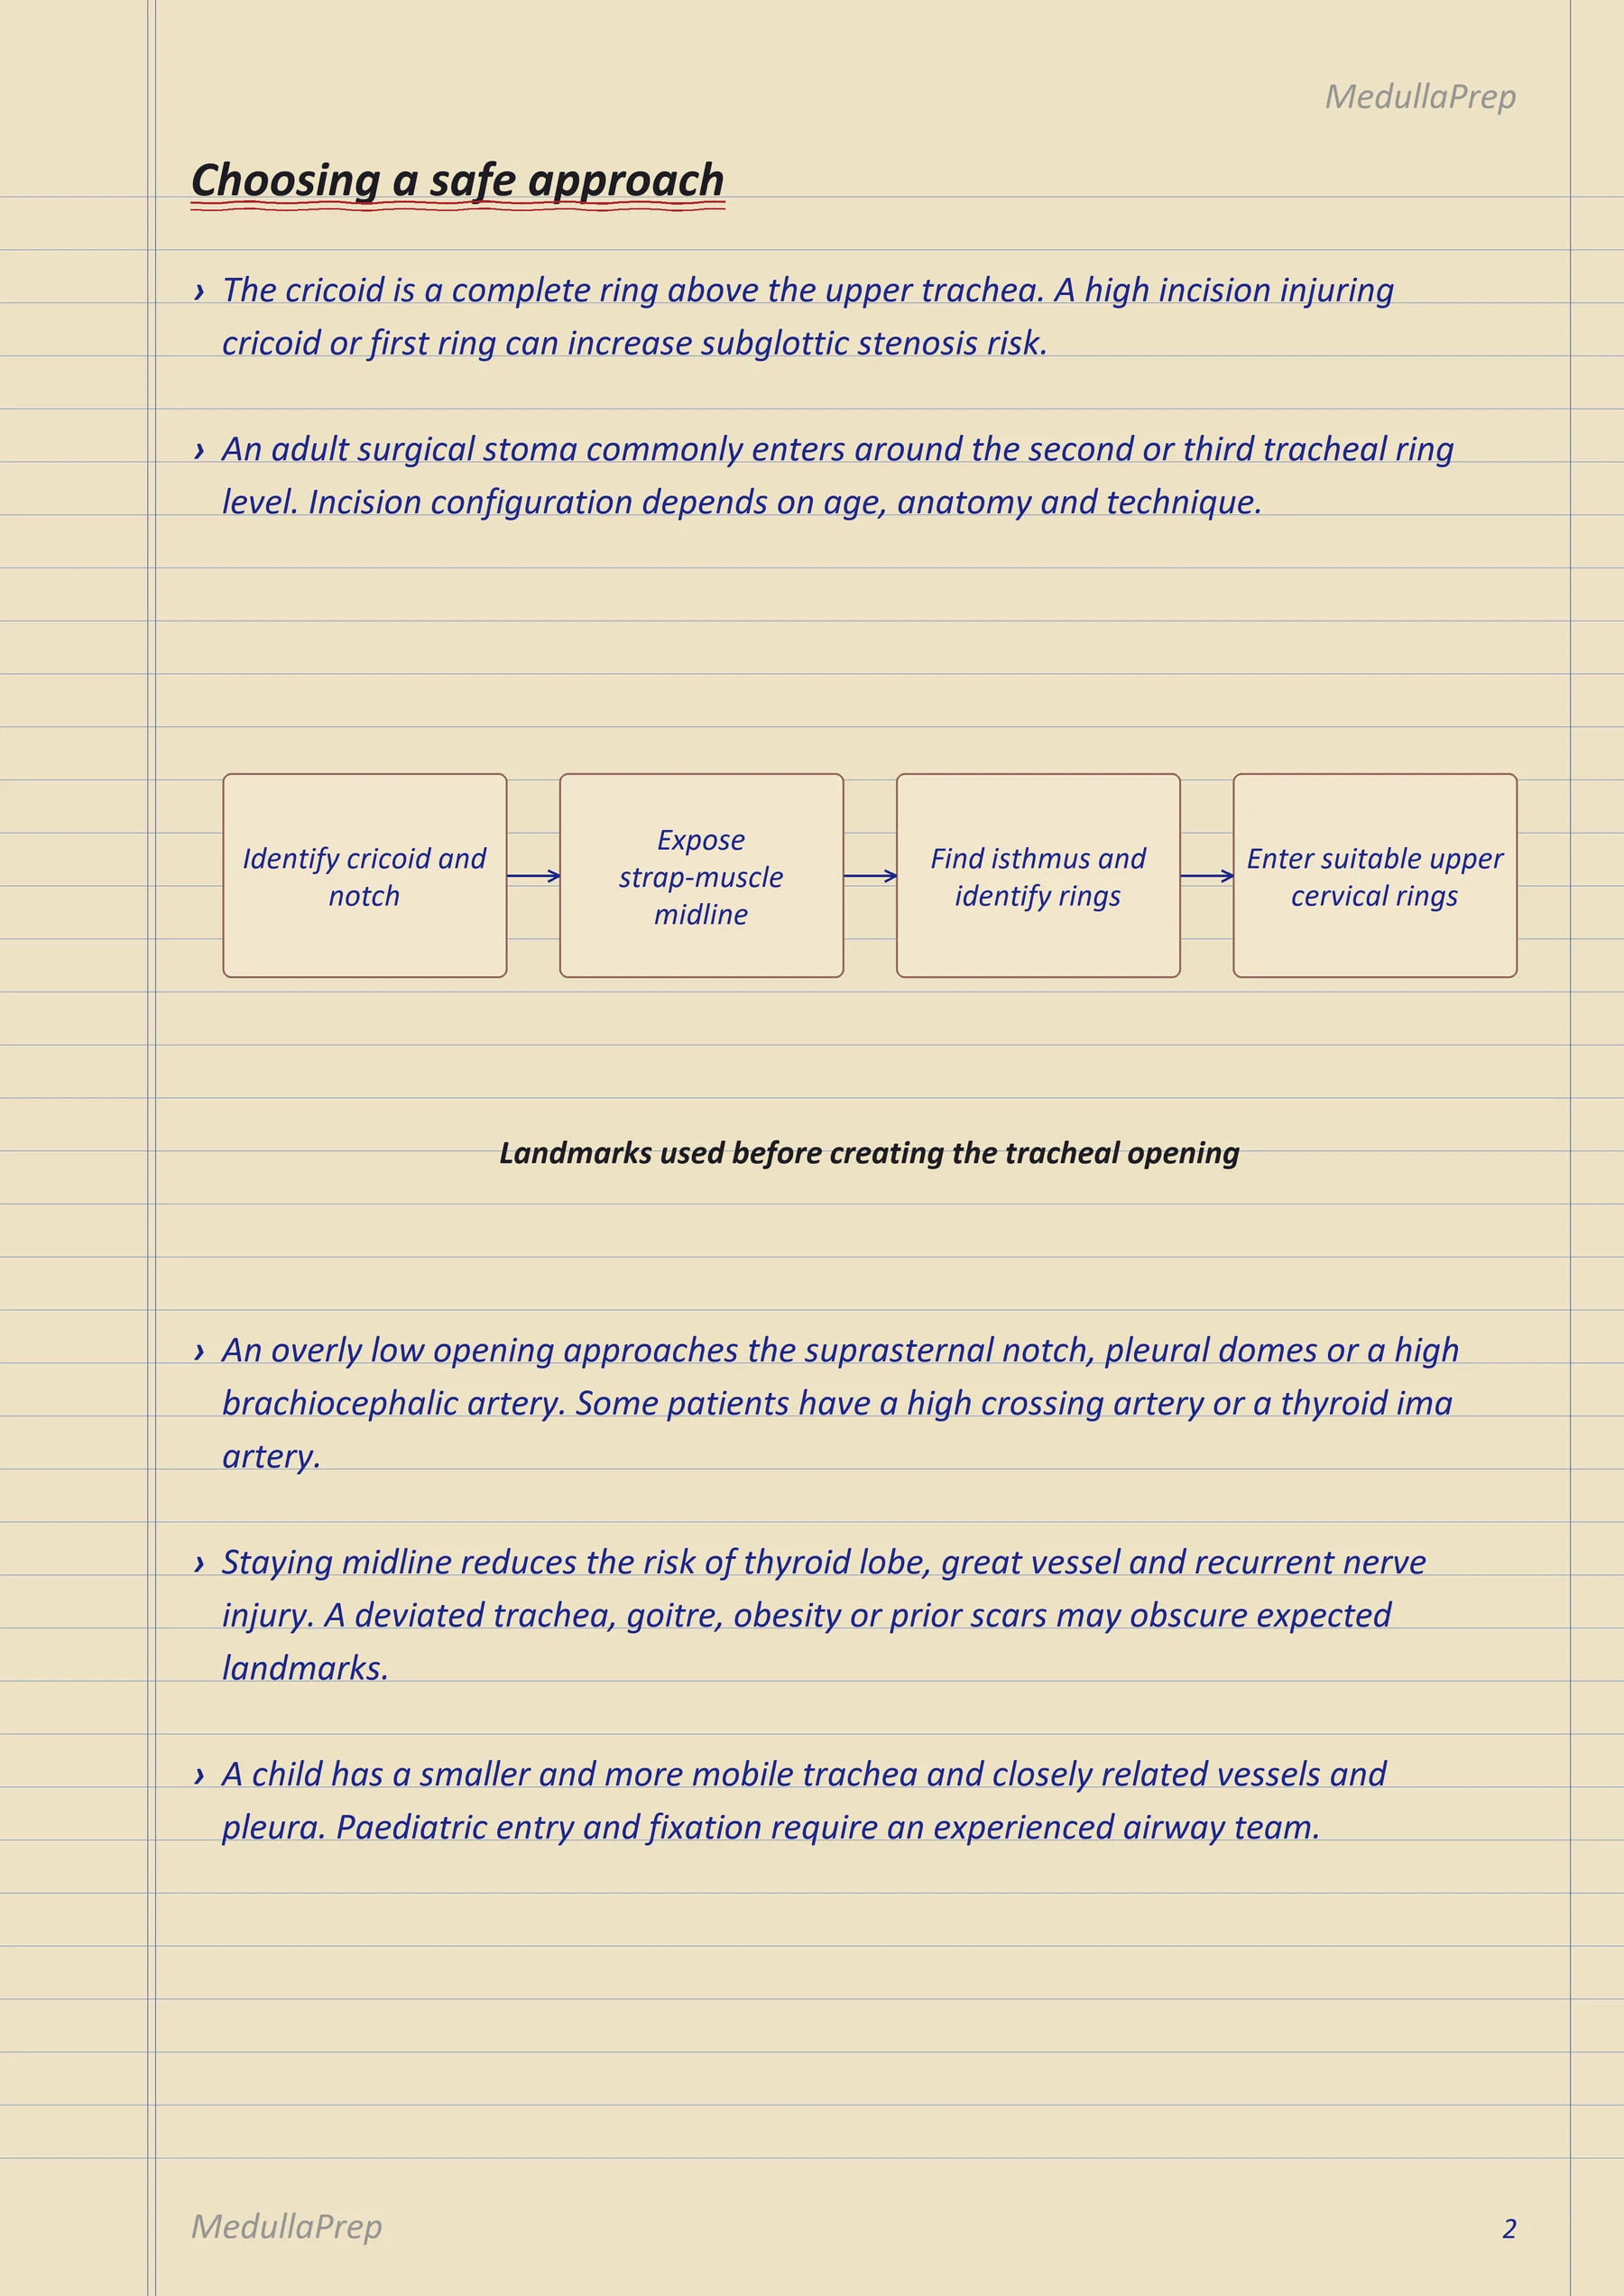 MedullaPrep
Choosing a safe approach
› The cricoid is a complete ring above the upper trachea. A high incision injuring
cricoid or first ring can increase subglottic stenosis risk.
› An adult surgical stoma commonly enters around the second or third tracheal ring
level. Incision configuration depends on age, anatomy and technique.
Identify cricoid and
notch
Expose
strap-muscle
midline
Find isthmus and
identify rings
Enter suitable upper
cervical rings
Landmarks used before creating the tracheal opening
› An overly low opening approaches the suprasternal notch, pleural domes or a high
brachiocephalic artery. Some patients have a high crossing artery or a thyroid ima
artery.
› Staying midline reduces the risk of thyroid lobe, great vessel and recurrent nerve
injury. A deviated trachea, goitre, obesity or prior scars may obscure expected
landmarks.
› A child has a smaller and more mobile trachea and closely related vessels and
pleura. Paediatric entry and fixation require an experienced airway team.
MedullaPrep
2